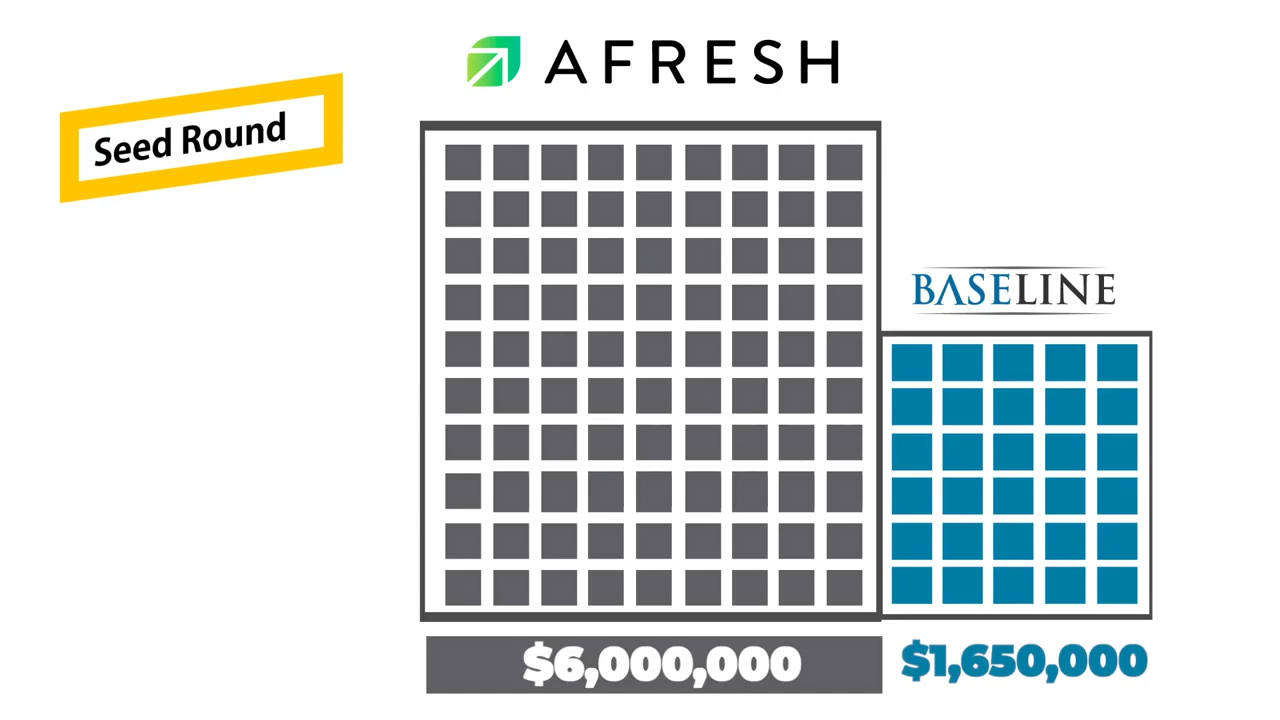 AFRESH
Seed Round
BASELINE
$6,000,000
$1,650,000